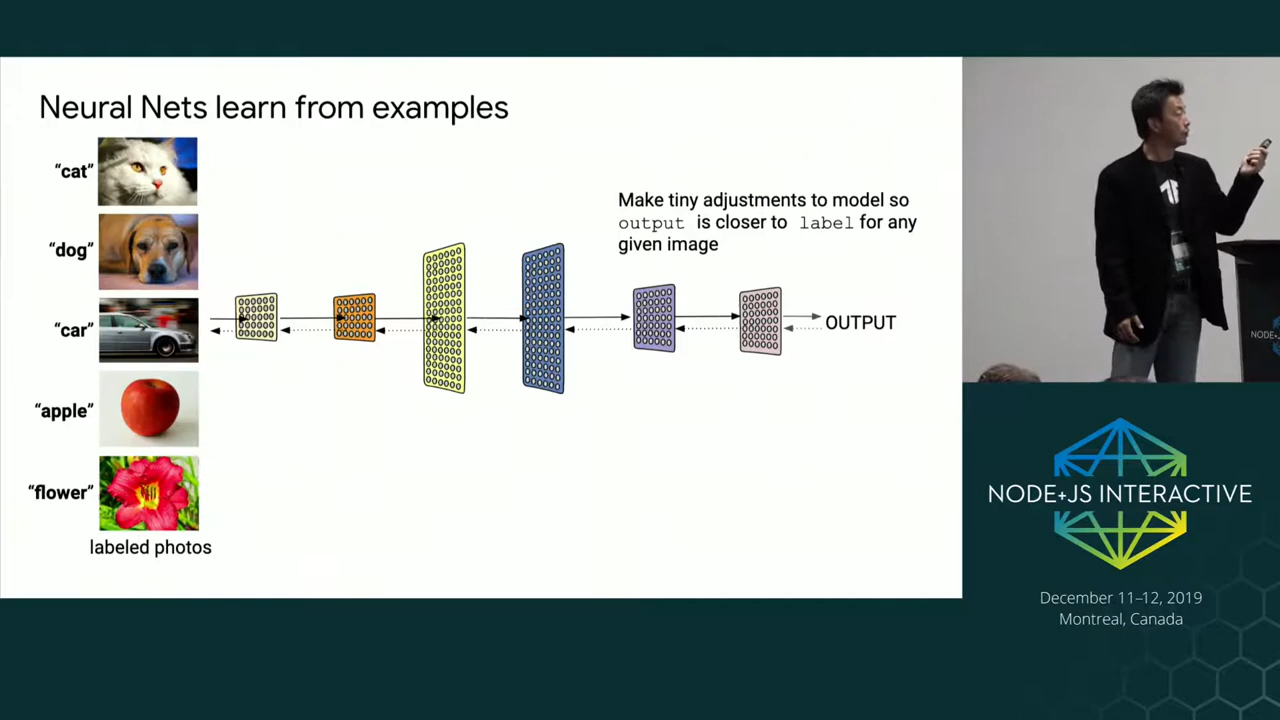 Neural Nets learn from examples
“cat”
“dog”
“car”
“apple”
“flower”
labeled photos
Make tiny adjustments to model so
output is closer to label for any
given image
OUTPUT
NODE+JS INTERACTIVE
December 11–12, 2019
Montreal, Canada